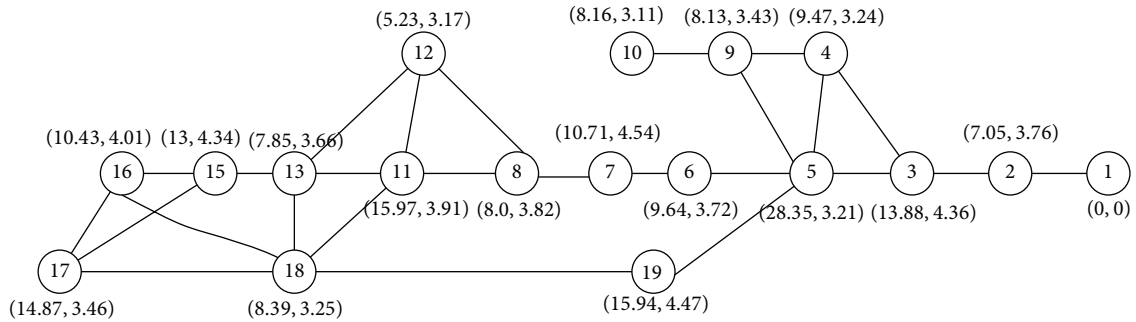 (5.23, 3.17)
(8.16, 3.11) (8.13, 3.43) (9.47, 3.24)
12 10 9 4
(10.43, 4.01) (13, 4.34) (7.85, 3.66) (10.71, 4.54) (7.05, 3.76)
16 15 13 11 8 7 6 5 3 2 1
(15.97, 3.91) (8.0, 3.82) (9.64, 3.72) (28.35, 3.21) (13.88, 4.36) (0, 0)
17 18 19
(14.87, 3.46) (8.39, 3.25) (15.94, 4.47)